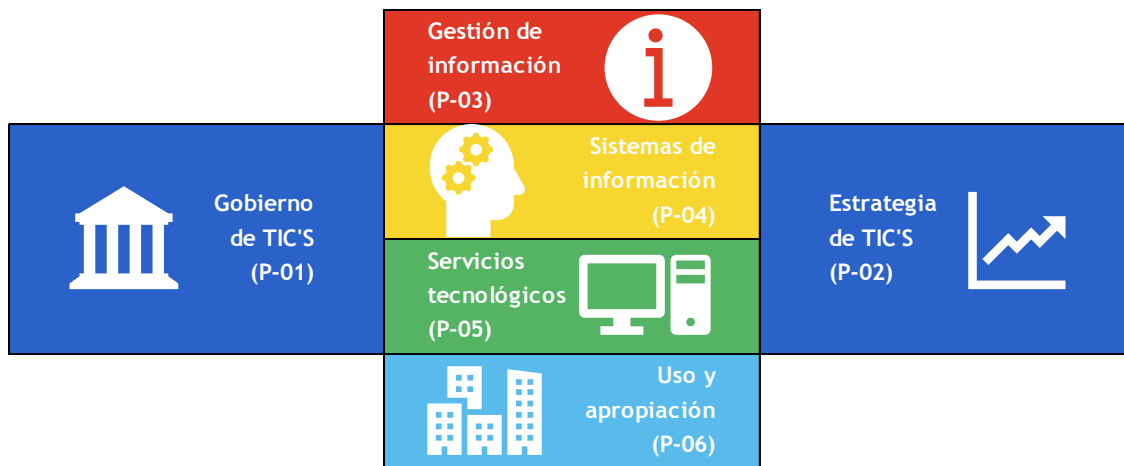 Gestión de
información
(P-03)
Gobierno
de TIC'S
(P-01)
Sistemas de
información
(P-04)
Estrategia
de TIC'S
(P-02)
Servicios
tecnológicos
(P-05)
Uso y
apropiación
(P-06)